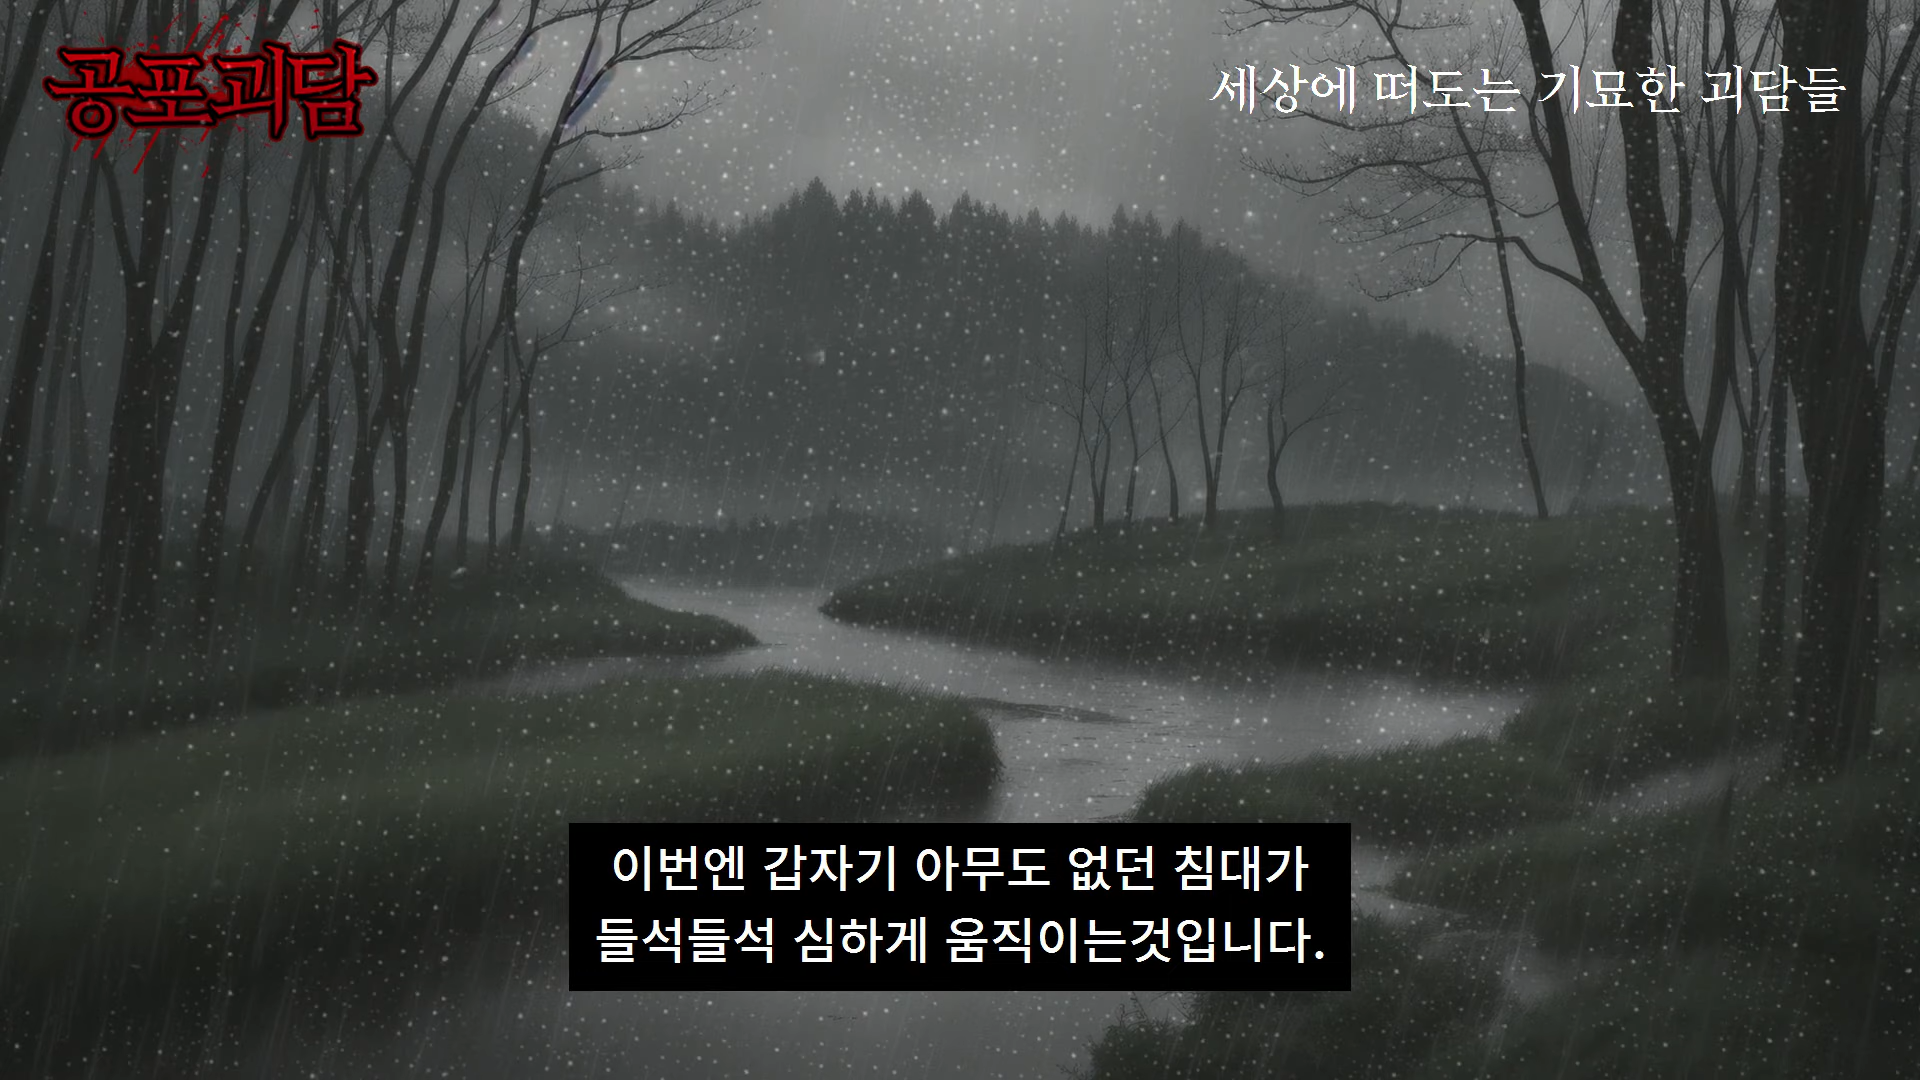 공포괴담
세상에 떠도는 기묘한 괴담들
이번엔 갑자기 아무도 없던 침대가
들석들석 심하게 움직이는것입니다.